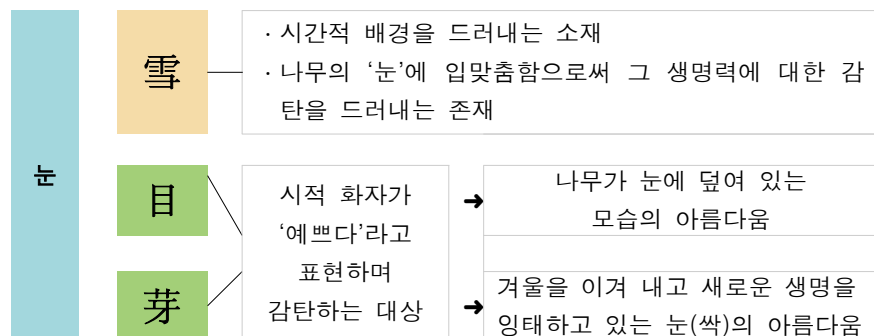 눈
雪
· 시간적 배경을 드러내는 소재
· 나무의 ‘눈’에 입맞춤함으로써 그 생명력에 대한 감
탄을 드러내는 존재
目
芽
시적 화자가
‘예쁘다’라고
표현하며
감탄하는 대상
➜
나무가 눈에 덮여 있는
모습의 아름다움
➜
겨울을 이겨 내고 새로운 생명을
잉태하고 있는 눈(싹)의 아름다움